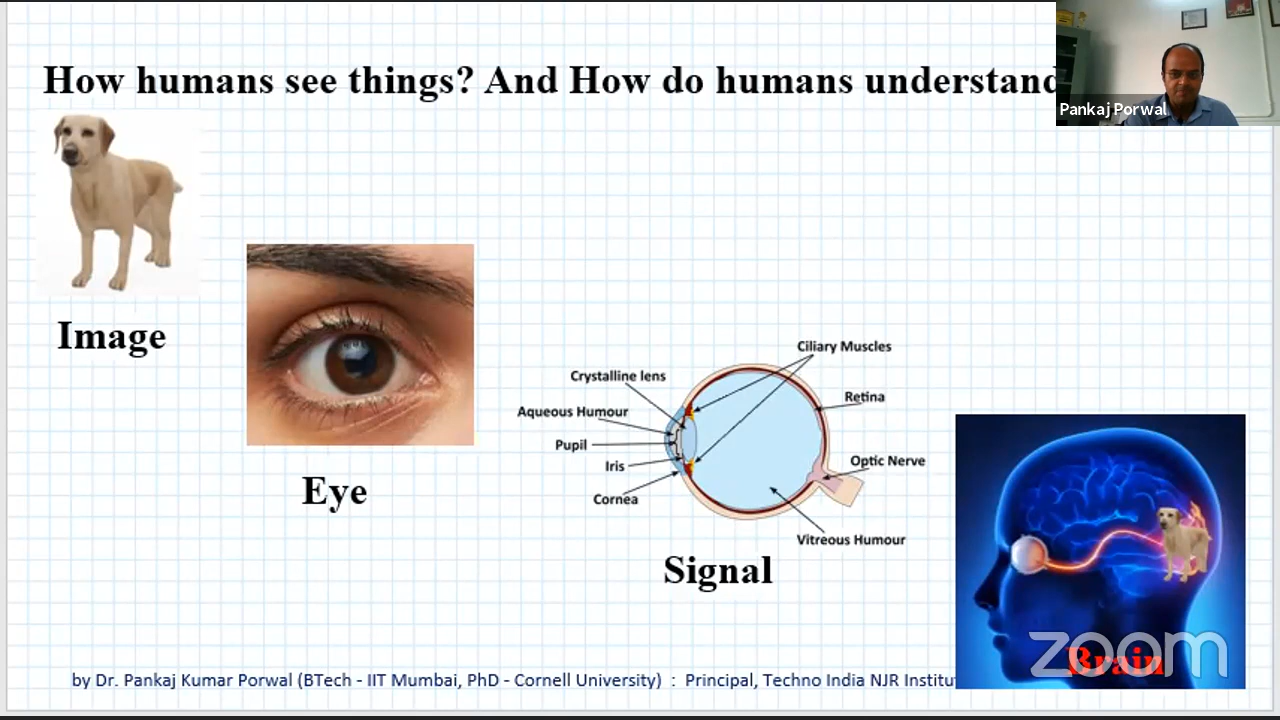 How humans see things? And How do humans understand
Pankaj Porwal
Image
Eye
Ciliary Muscles
Crystalline lens
Retina
Aqueous Humour
Pupil
Optic Nerve
Iris
Cornea
Vitreous Humour
Signal
zoom
Brain
by Dr. Pankaj Kumar Porwal (BTech - IIT Mumbai, PhD - Cornell University) : Principal, Techno India NJR